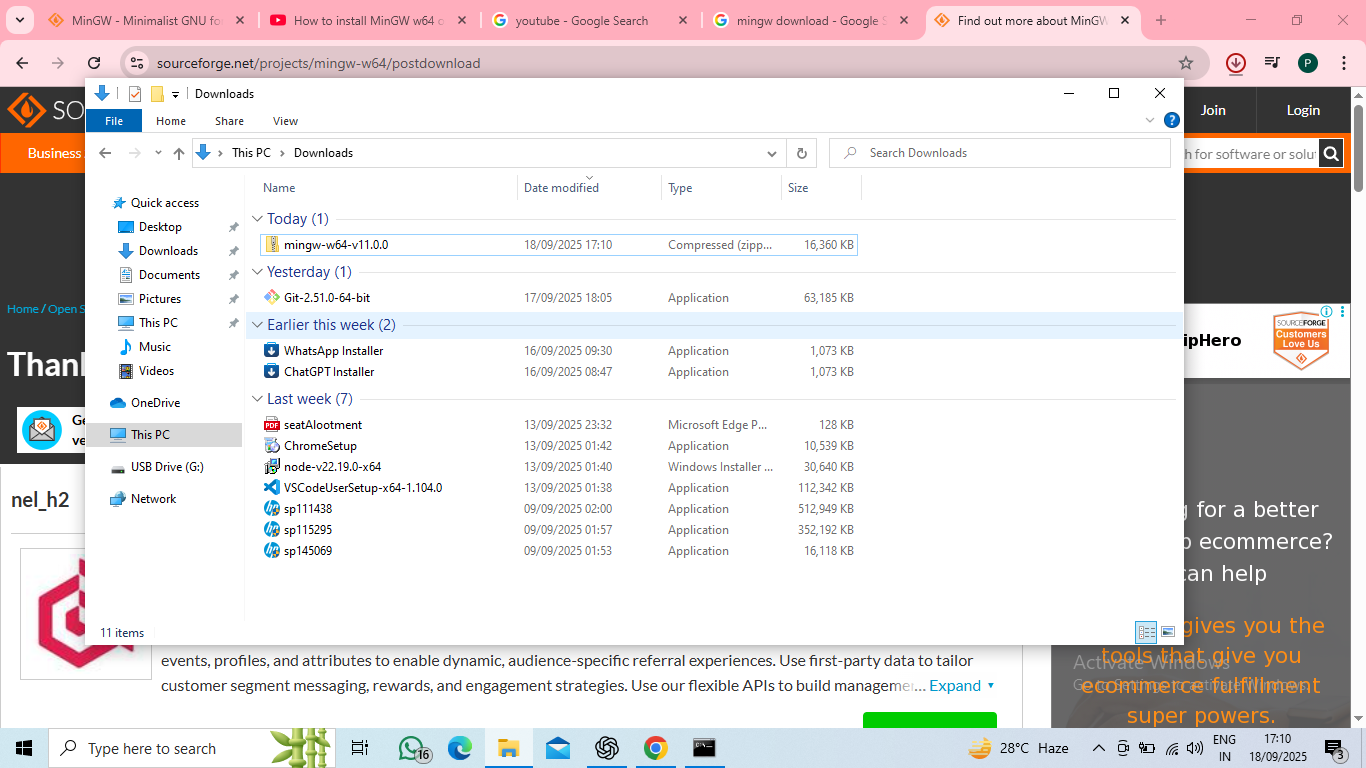 MinGW - Minimalist GNU for
How to install MinGW w64 o
youtube - Google Search
mingw download - Google S
Find out more about MinGW
sourceforge.net/projects/mingw-w64/postdownload
P
SO
Join
Login
Business
h for software or solut
Home / Open S
Thank
Ge
ve
nel_h2
Downloads
File
Home
Share
View
This PC
Downloads
Search Downloads
Quick access
Desktop
Downloads
Documents
Pictures
This PC
Music
Videos
OneDrive
This PC
USB Drive (G:)
Network
Name Date modified Type Size
Today (1)
mingw-w64-v11.0.0 18/09/2025 17:10 Compressed (zipp... 16,360 KB
Yesterday (1)
Git-2.51.0-64-bit 17/09/2025 18:05 Application 63,185 KB
Earlier this week (2)
WhatsApp Installer 16/09/2025 09:30 Application 1,073 KB
ChatGPT Installer 16/09/2025 08:47 Application 1,073 KB
Last week (7)
seatAlootment 13/09/2025 23:32 Microsoft Edge P... 128 KB
ChromeSetup 13/09/2025 01:42 Application 10,539 KB
node-v22.19.0-x64 13/09/2025 01:40 Windows Installer ... 30,640 KB
VSCodeUserSetup-x64-1.104.0 13/09/2025 01:38 Application 112,342 KB
sp111438 09/09/2025 02:00 Application 512,949 KB
sp115295 09/09/2025 01:57 Application 352,192 KB
sp145069 09/09/2025 01:53 Application 16,118 KB
11 items
ipHero
SOURCEFORGE
Customers
Love Us
g for a better
p ecommerce?
can help
gives you the
tools that give you
ecommerce fulfillment
super powers.
Activate Windows
Go to Settings to activate Windows.
events, profiles, and attributes to enable dynamic, audience-specific referral experiences. Use first-party data to tailor
customer segment messaging, rewards, and engagement strategies. Use our flexible APIs to build manageme... Expand
Type here to search
16
28°C Haze
ENG
IN
17:10
18/09/2025
3